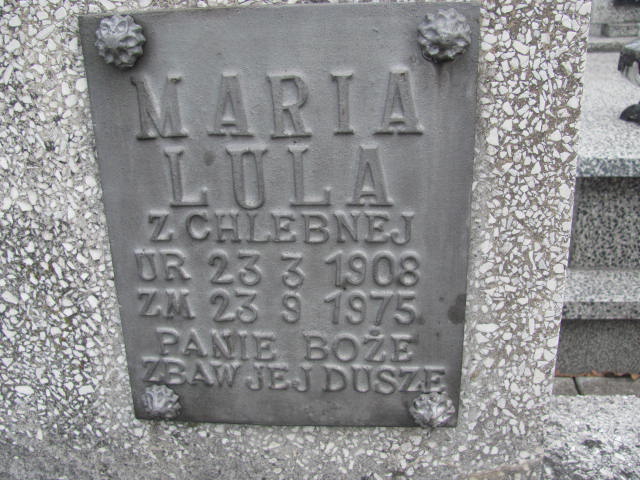 MARIA
LULA
Z CHLEBNEJ
UR 23 3 1908
ZM 23 9 1975
PANIE BOŻE
ZBAW JEJ DUSZE